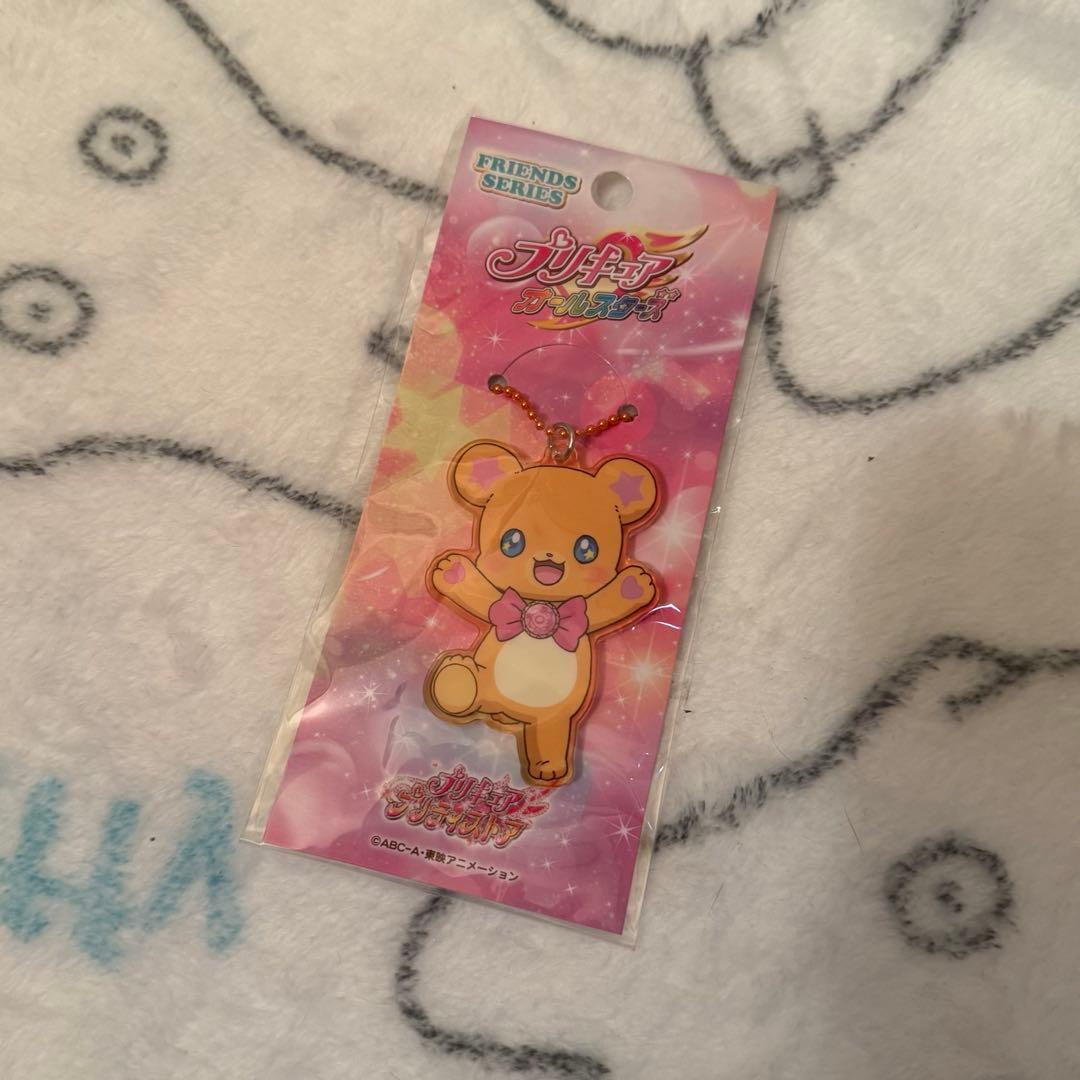 FRIENDS
SERIES
プリキュア
オールスターズ
プリキュア
プリティストア
©ABC-A・東映アニメーション